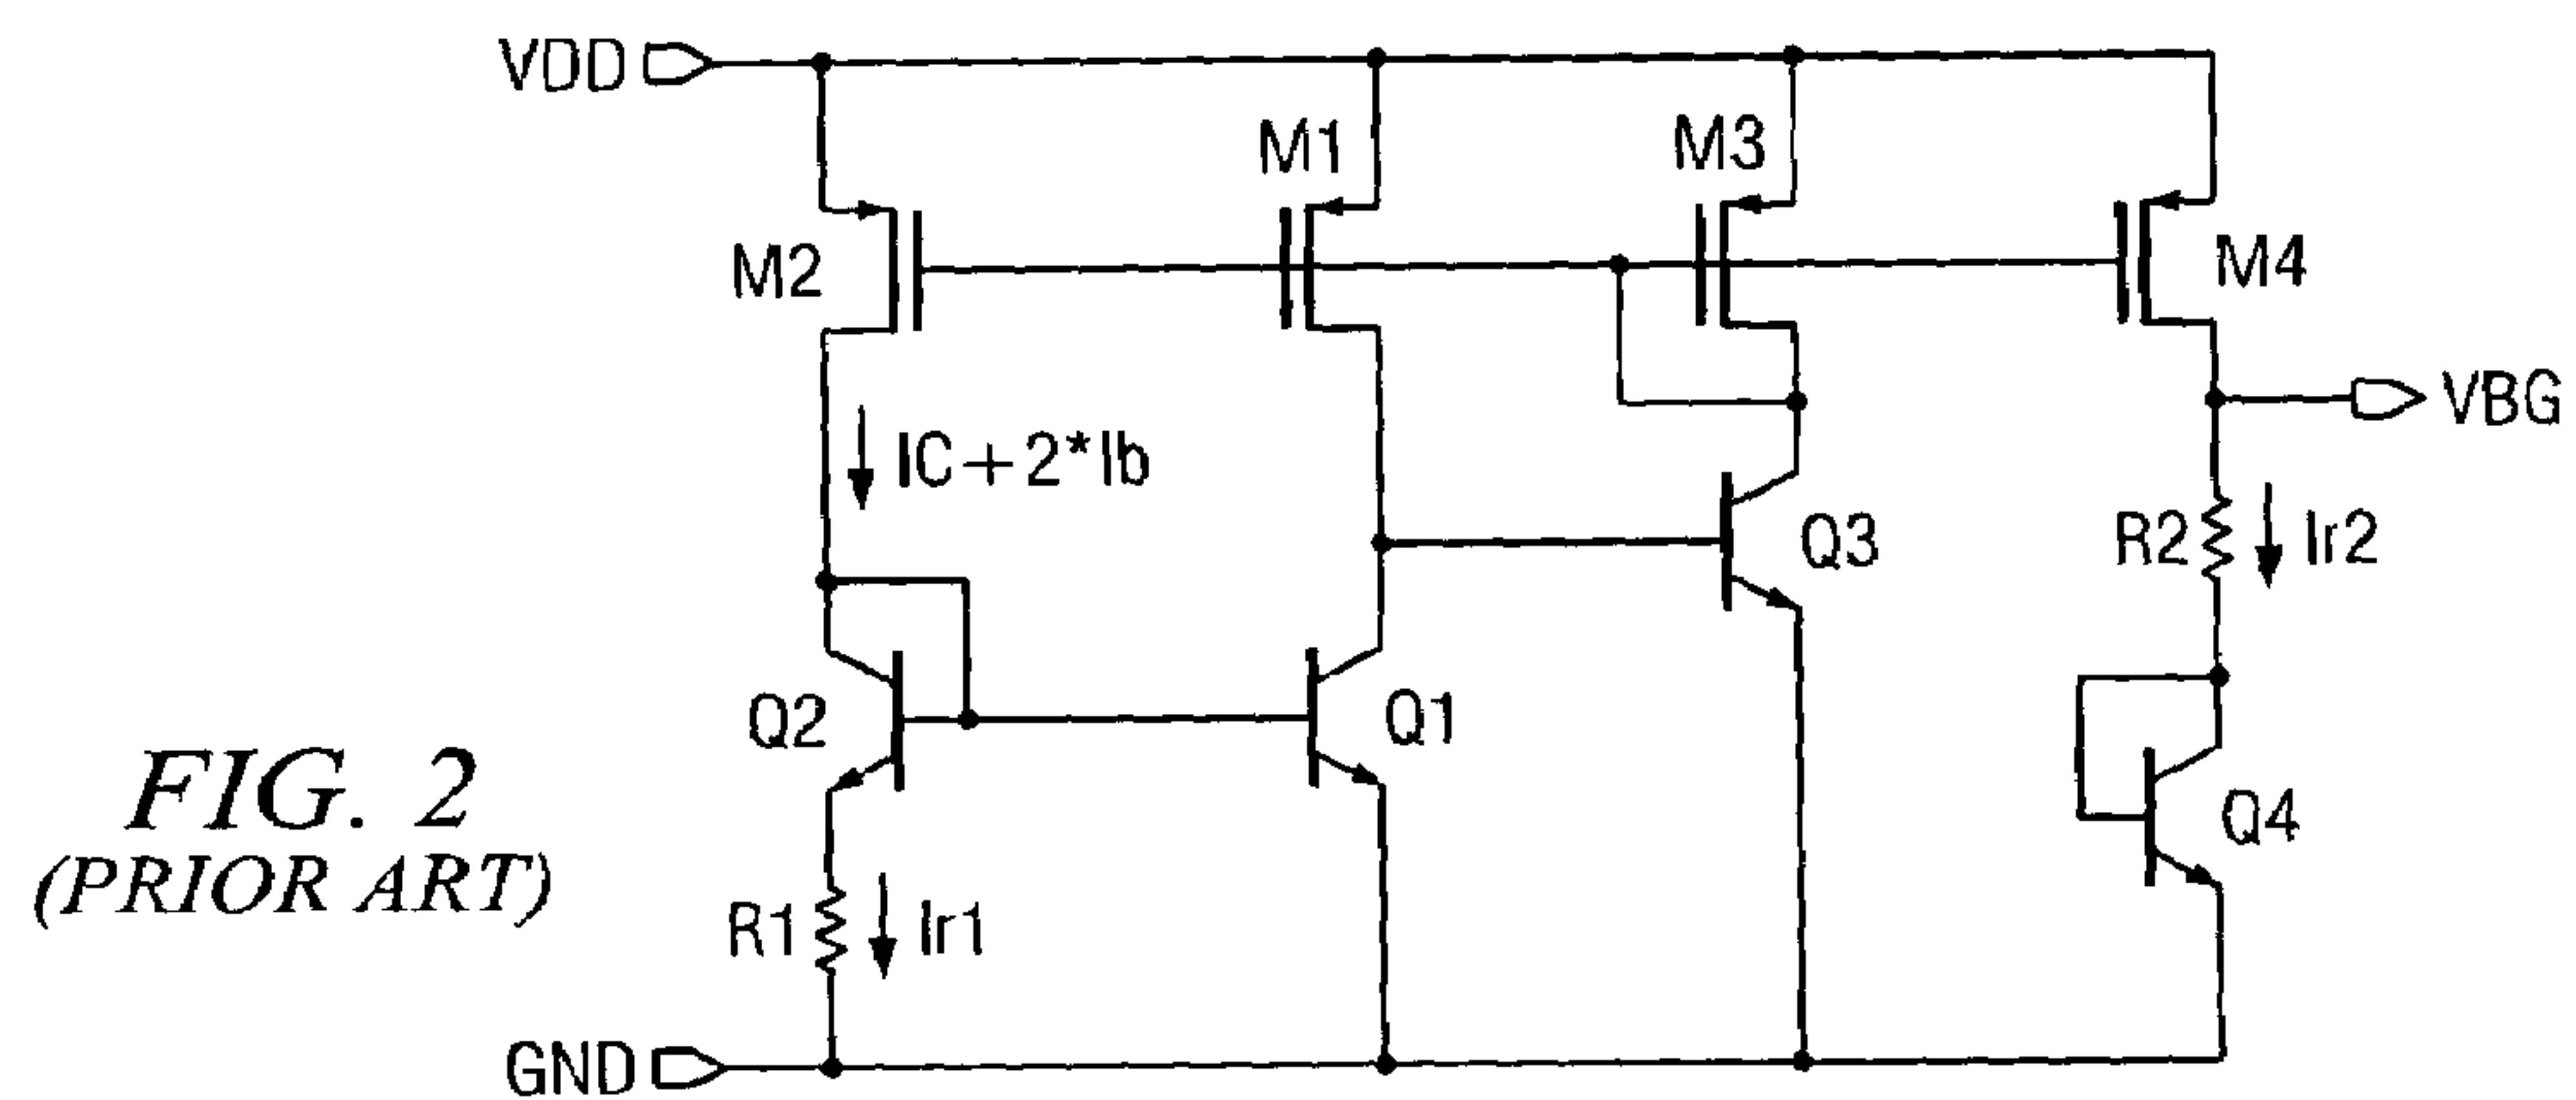 VDD
M1
M3
M2
M4
VBG
IC+2*Ib
R2
Ir2
Q3
Q2
Q1
Q4
FIG. 2
(PRIOR ART)
R1
Ir1
GND